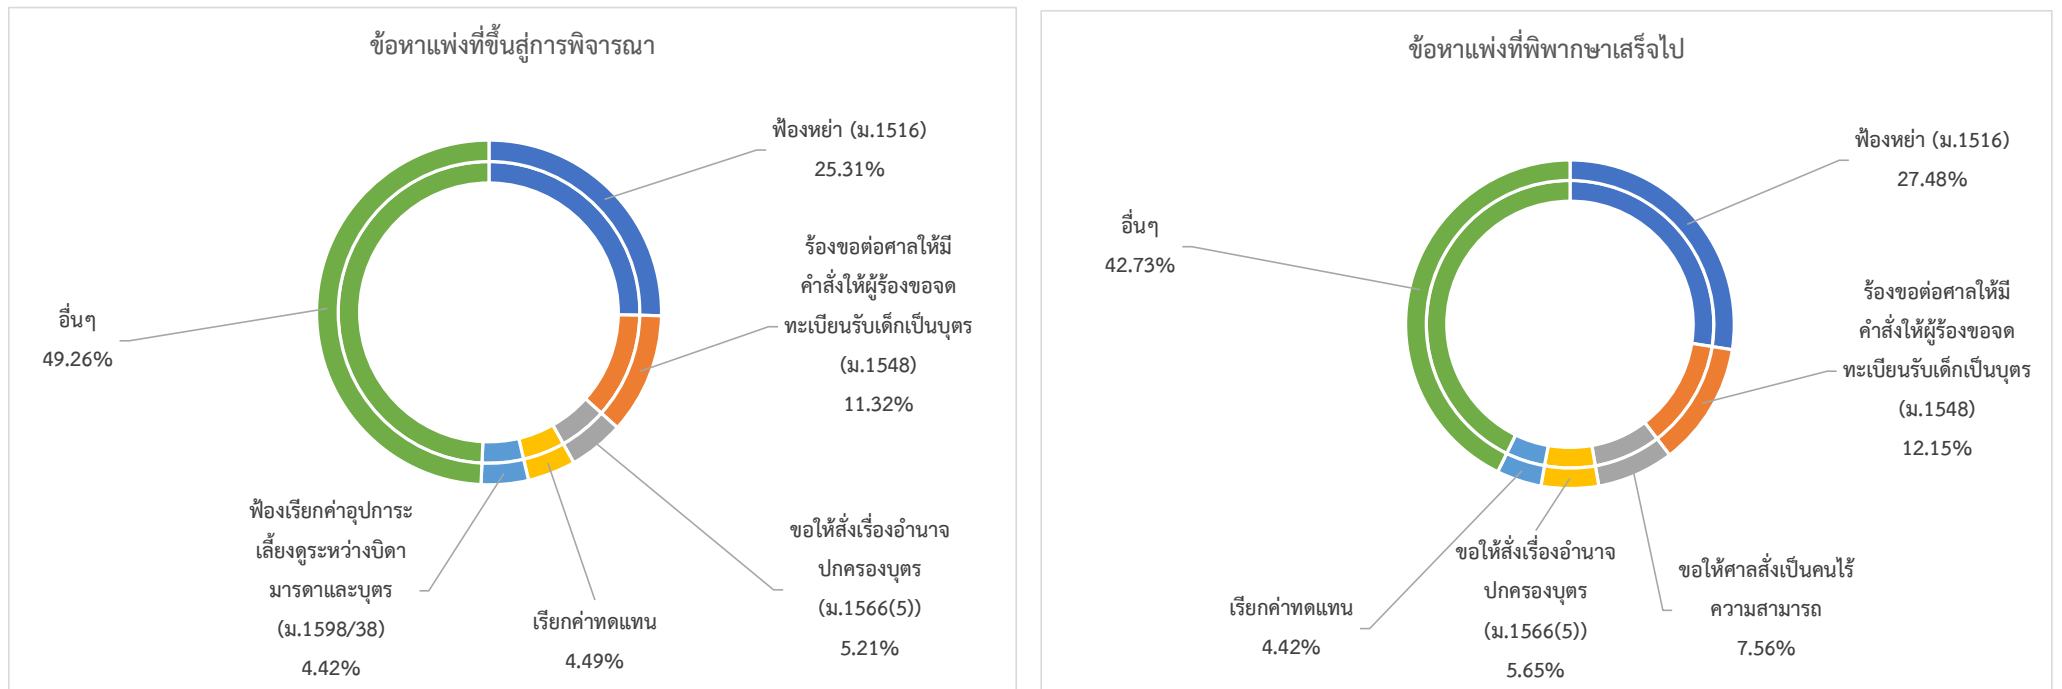 ข้อหาแพ่งที่ขึ้นสู่การพิจารณา
ฟ้องหย่า (ม.1516)
25.31%
ร้องขอต่อศาลให้มี
คำสั่งให้ผู้ร้องขอจด
ทะเบียนรับเด็กเป็นบุตร
(ม.1548)
11.32%
ขอให้สั่งเรื่องอำนาจ
ปกครองบุตร
(ม.1566(5))
5.21%
เรียกค่าทดแทน
4.49%
ฟ้องเรียกค่าอุปการะ
เลี้ยงดูระหว่างบิดา
มารดาและบุตร
(ม.1598/38)
4.42%
อื่นๆ
49.26%
ข้อหาแพ่งที่พิพากษาเสร็จไป
ฟ้องหย่า (ม.1516)
27.48%
ร้องขอต่อศาลให้มี
คำสั่งให้ผู้ร้องขอจด
ทะเบียนรับเด็กเป็นบุตร
(ม.1548)
12.15%
ขอให้ศาลสั่งเป็นคนไร้
ความสามารถ
7.56%
ขอให้สั่งเรื่องอำนาจ
ปกครองบุตร
(ม.1566(5))
5.65%
เรียกค่าทดแทน
4.42%
อื่นๆ
42.73%